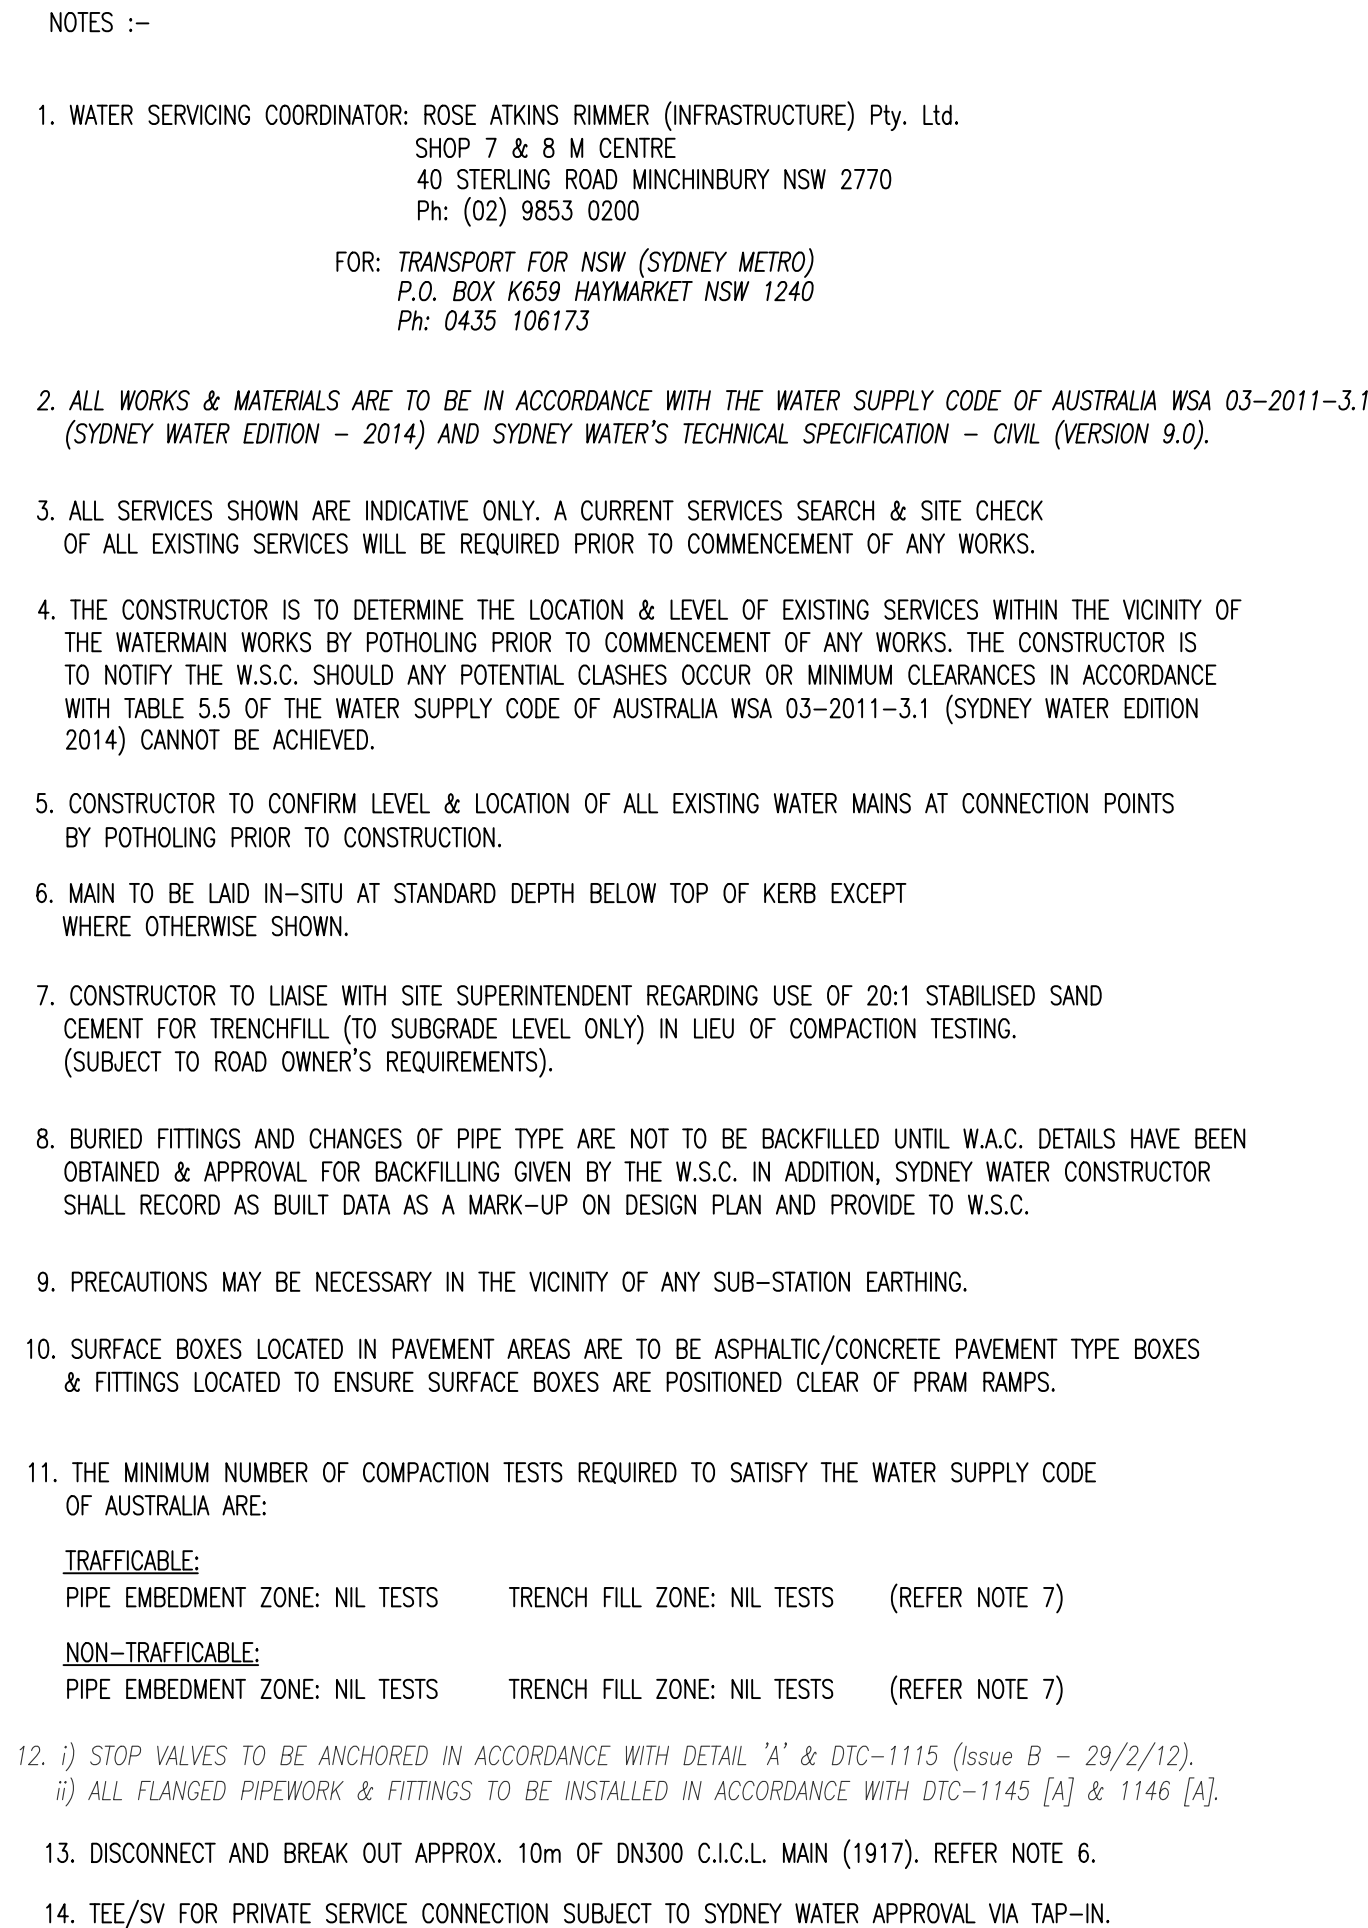 NOTES :–
1. WATER SERVICING COORDINATOR: ROSE ATKINS RIMMER (INFRASTRUCTURE) Pty. Ltd.
SHOP 7 & 8 M CENTRE
40 STERLING ROAD MINCHINBURY NSW 2770
Ph: (02) 9853 0200
FOR: TRANSPORT FOR NSW (SYDNEY METRO)
P.O. BOX K659 HAYMARKET NSW 1240
Ph: 0435 106173
2. ALL WORKS & MATERIALS ARE TO BE IN ACCORDANCE WITH THE WATER SUPPLY CODE OF AUSTRALIA WSA 03–2011–3.1
(SYDNEY WATER EDITION – 2014) AND SYDNEY WATER'S TECHNICAL SPECIFICATION – CIVIL (VERSION 9.0).
3. ALL SERVICES SHOWN ARE INDICATIVE ONLY. A CURRENT SERVICES SEARCH & SITE CHECK
OF ALL EXISTING SERVICES WILL BE REQUIRED PRIOR TO COMMENCEMENT OF ANY WORKS.
4. THE CONSTRUCTOR IS TO DETERMINE THE LOCATION & LEVEL OF EXISTING SERVICES WITHIN THE VICINITY OF
THE WATERMAIN WORKS BY POTHOLING PRIOR TO COMMENCEMENT OF ANY WORKS. THE CONSTRUCTOR IS
TO NOTIFY THE W.S.C. SHOULD ANY POTENTIAL CLASHES OCCUR OR MINIMUM CLEARANCES IN ACCORDANCE
WITH TABLE 5.5 OF THE WATER SUPPLY CODE OF AUSTRALIA WSA 03–2011–3.1 (SYDNEY WATER EDITION
2014) CANNOT BE ACHIEVED.
5. CONSTRUCTOR TO CONFIRM LEVEL & LOCATION OF ALL EXISTING WATER MAINS AT CONNECTION POINTS
BY POTHOLING PRIOR TO CONSTRUCTION.
6. MAIN TO BE LAID IN–SITU AT STANDARD DEPTH BELOW TOP OF KERB EXCEPT
WHERE OTHERWISE SHOWN.
7. CONSTRUCTOR TO LIAISE WITH SITE SUPERINTENDENT REGARDING USE OF 20:1 STABILISED SAND
CEMENT FOR TRENCHFILL (TO SUBGRADE LEVEL ONLY) IN LIEU OF COMPACTION TESTING.
(SUBJECT TO ROAD OWNER'S REQUIREMENTS).
8. BURIED FITTINGS AND CHANGES OF PIPE TYPE ARE NOT TO BE BACKFILLED UNTIL W.A.C. DETAILS HAVE BEEN
OBTAINED & APPROVAL FOR BACKFILLING GIVEN BY THE W.S.C. IN ADDITION, SYDNEY WATER CONSTRUCTOR
SHALL RECORD AS BUILT DATA AS A MARK–UP ON DESIGN PLAN AND PROVIDE TO W.S.C.
9. PRECAUTIONS MAY BE NECESSARY IN THE VICINITY OF ANY SUB–STATION EARTHING.
10. SURFACE BOXES LOCATED IN PAVEMENT AREAS ARE TO BE ASPHALTIC/CONCRETE PAVEMENT TYPE BOXES
& FITTINGS LOCATED TO ENSURE SURFACE BOXES ARE POSITIONED CLEAR OF PRAM RAMPS.
11. THE MINIMUM NUMBER OF COMPACTION TESTS REQUIRED TO SATISFY THE WATER SUPPLY CODE
OF AUSTRALIA ARE:
TRAFFICABLE:
PIPE EMBEDMENT ZONE: NIL TESTS TRENCH FILL ZONE: NIL TESTS (REFER NOTE 7)
NON–TRAFFICABLE:
PIPE EMBEDMENT ZONE: NIL TESTS TRENCH FILL ZONE: NIL TESTS (REFER NOTE 7)
12. i) STOP VALVES TO BE ANCHORED IN ACCORDANCE WITH DETAIL 'A' & DTC–1115 (Issue B – 29/2/12).
ii) ALL FLANGED PIPEWORK & FITTINGS TO BE INSTALLED IN ACCORDANCE WITH DTC–1145 [A] & 1146 [A].
13. DISCONNECT AND BREAK OUT APPROX. 10m OF DN300 C.I.C.L. MAIN (1917). REFER NOTE 6.
14. TEE/SV FOR PRIVATE SERVICE CONNECTION SUBJECT TO SYDNEY WATER APPROVAL VIA TAP–IN.